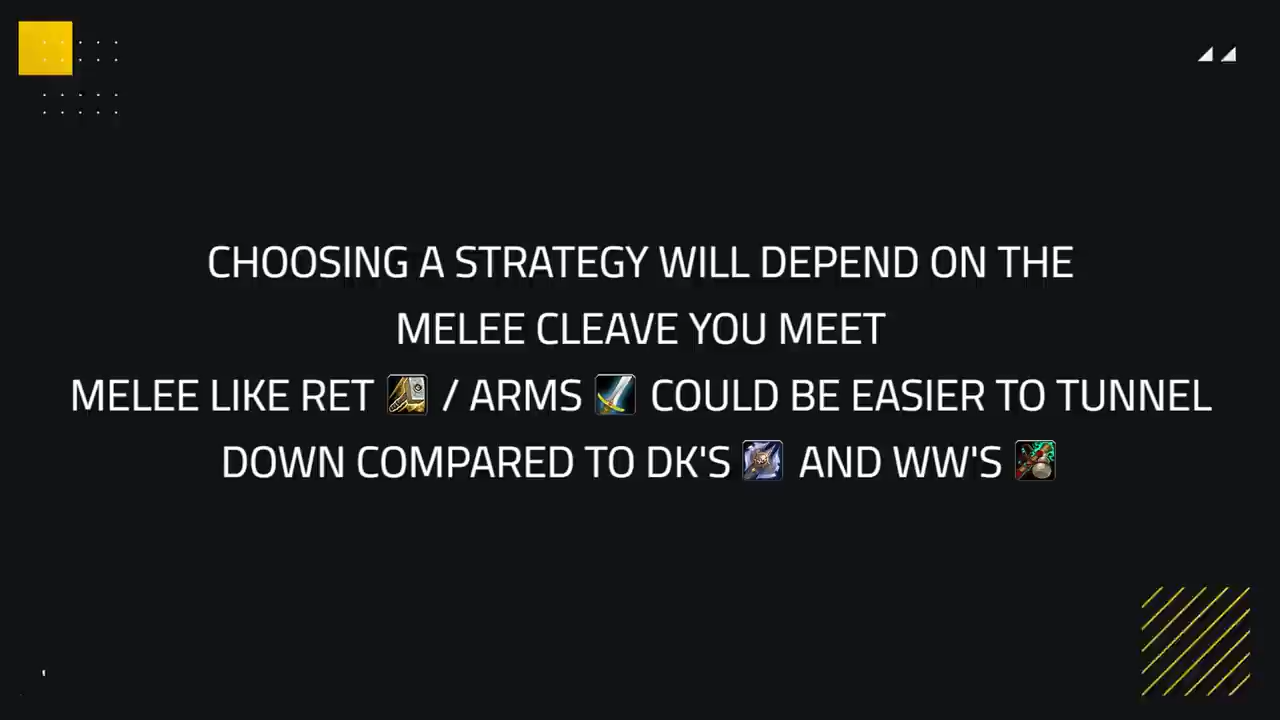 CHOOSING A STRATEGY WILL DEPEND ON THE
MELEE CLEAVE YOU MEET
MELEE LIKE RET / ARMS COULD BE EASIER TO TUNNEL
DOWN COMPARED TO DK'S AND WW'S